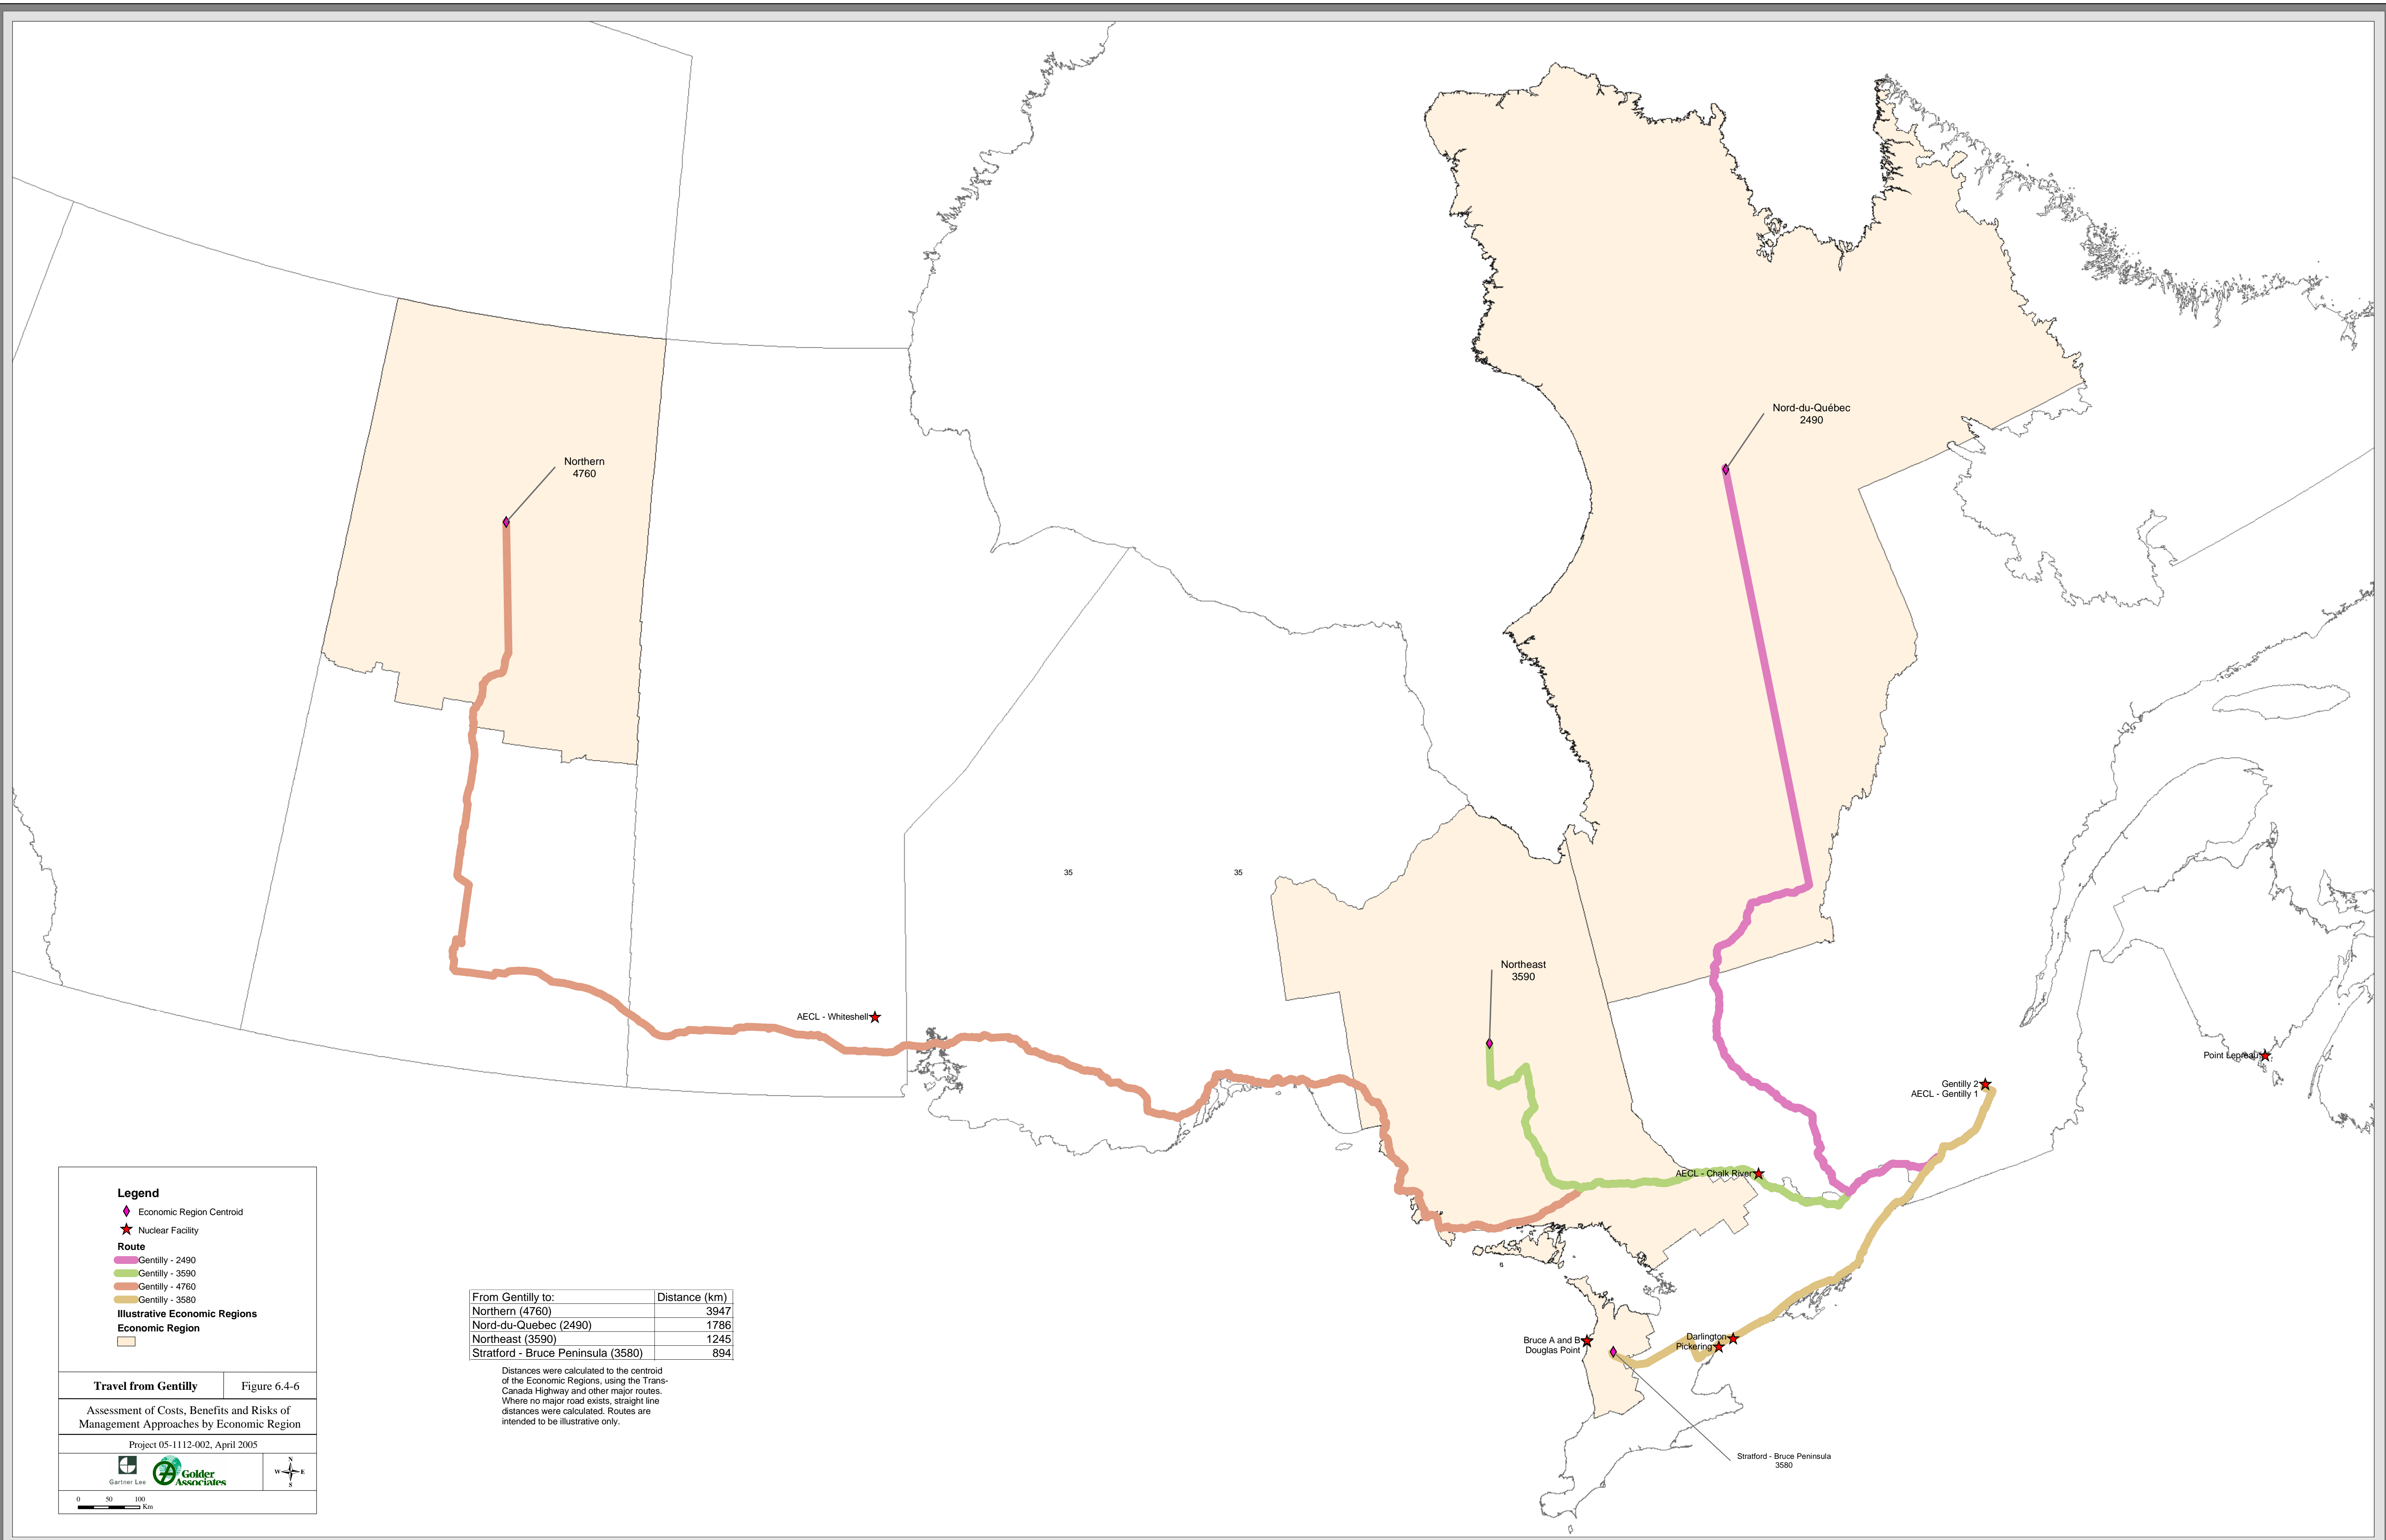 Nord-du-Québec
2490
Northern
4760
35
35
Northeast
3590
AECL - Whiteshell
Point Lepreau
Gentilly 2
AECL - Gentilly 1
AECL - Chalk River
Bruce A and B
Douglas Point
Darlington
Pickering
Stratford - Bruce Peninsula
3580
Legend
Economic Region Centroid
Nuclear Facility
Route
Gentilly - 2490
Gentilly - 3590
Gentilly - 4760
Gentilly - 3580
Illustrative Economic Regions
Economic Region
Travel from Gentilly Figure 6.4-6
Assessment of Costs, Benefits and Risks of
Management Approaches by Economic Region
Project 05-1112-002, April 2005
Gartner Lee
Golder
Associates
N
W E
S
0 50 100
Km
From Gentilly to: Distance (km)
Northern (4760) 3947
Nord-du-Quebec (2490) 1786
Northeast (3590) 1245
Stratford - Bruce Peninsula (3580) 894
Distances were calculated to the centroid
of the Economic Regions, using the Trans-
Canada Highway and other major routes.
Where no major road exists, straight line
distances were calculated. Routes are
intended to be illustrative only.